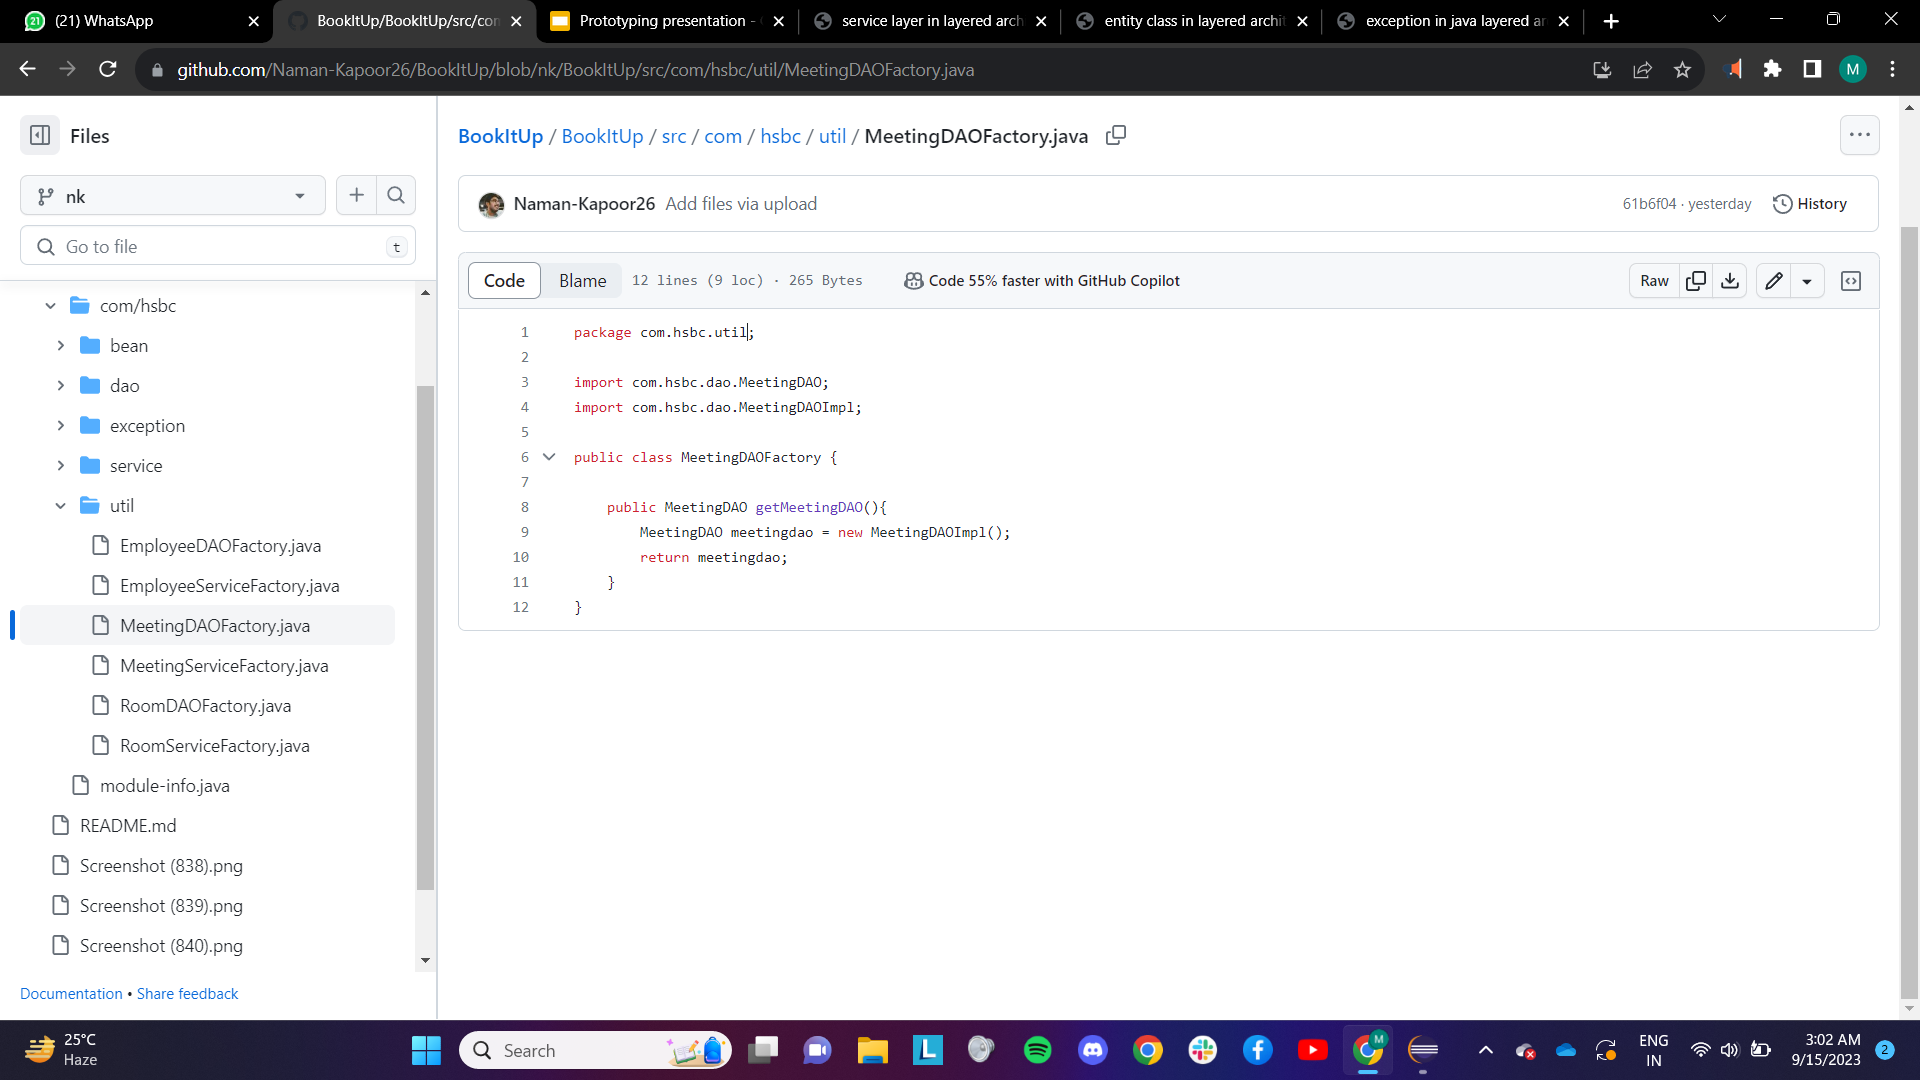 (21) WhatsApp
BookItUp/BookItUp/src/con
Prototyping presentation -
service layer in layered arch
entity class in layered archit
exception in java layered ar
github.com/Naman-Kapoor26/BookItUp/blob/nk/BookItUp/src/com/hsbc/util/MeetingDAOFactory.java
M
Files
nk
Go to file
t
com/hsbc
bean
dao
exception
service
util
EmployeeDAOFactory.java
EmployeeServiceFactory.java
MeetingDAOFactory.java
MeetingServiceFactory.java
RoomDAOFactory.java
RoomServiceFactory.java
module-info.java
README.md
Screenshot (838).png
Screenshot (839).png
Screenshot (840).png
Documentation • Share feedback
BookItUp / BookItUp / src / com / hsbc / util / MeetingDAOFactory.java
Naman-Kapoor26 Add files via upload
61b6f04 · yesterday
History
Code
Blame
12 lines (9 loc) · 265 Bytes
Code 55% faster with GitHub Copilot
Raw
1 package com.hsbc.util;
2
3 import com.hsbc.dao.MeetingDAO;
4 import com.hsbc.dao.MeetingDAOImpl;
5
6 public class MeetingDAOFactory {
7
8 public MeetingDAO getMeetingDAO(){
9 MeetingDAO meetingdao = new MeetingDAOImpl();
10 return meetingdao;
11 }
12 }
25°C
Haze
Search
L
M
ENG
IN
3:02 AM
9/15/2023
2